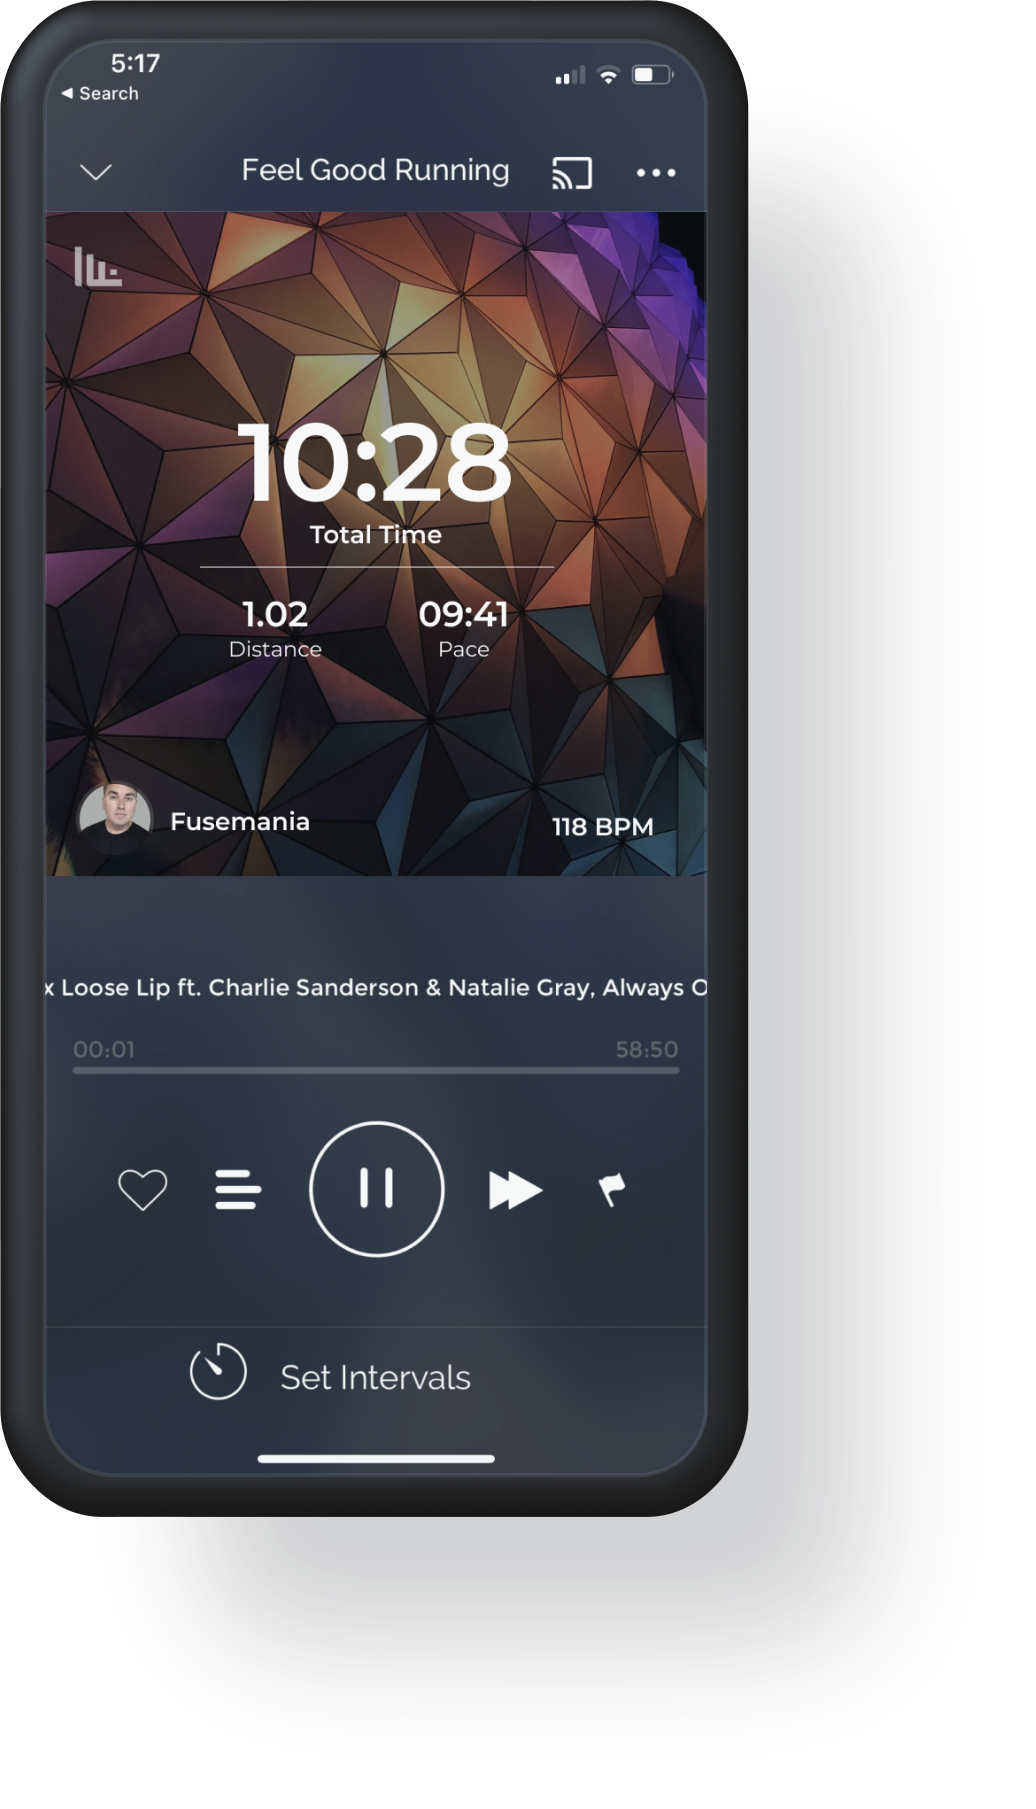 5:17
◀ Search
Feel Good Running
10:28
Total Time
1.02 09:41
Distance Pace
Fusemania 118 BPM
x Loose Lip ft. Charlie Sanderson & Natalie Gray, Always O
00:01 58:50
Set Intervals